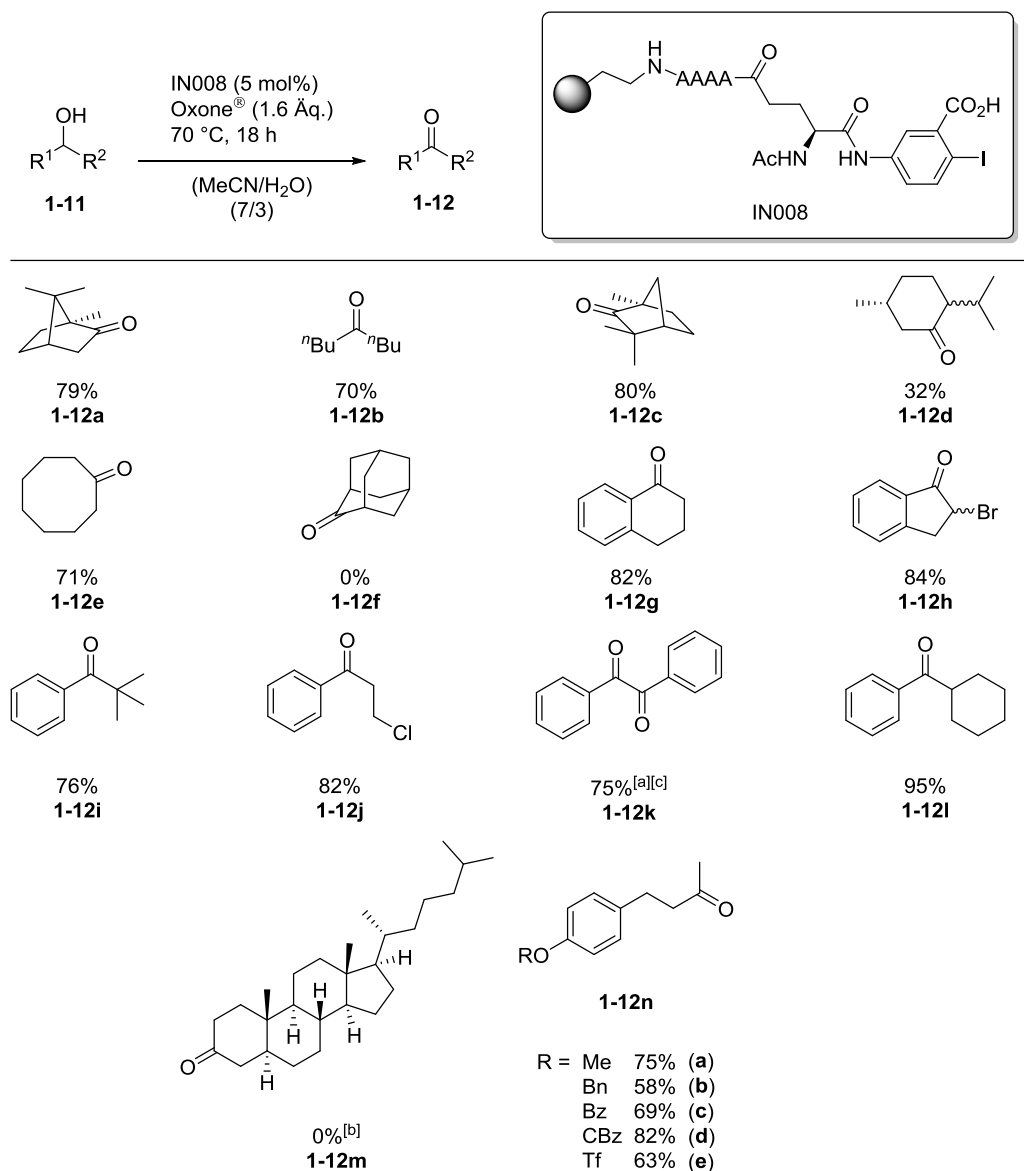 OH
R¹ R²
1-11
IN008 (5 mol%)
Oxone® (1.6 Äq.)
70 °C, 18 h
(MeCN/H₂O)
(7/3)
O
R¹ R²
1-12
H
N
AAAA
O
O
CO₂H
AcHN
HN
I
IN008
O
O
ⁿBu ⁿBu
O
O
79%
1-12a
70%
1-12b
80%
1-12c
32%
1-12d
O
O
O
O
Br
71%
1-12e
0%
1-12f
82%
1-12g
84%
1-12h
O
O
Cl
O
O
O
76%
1-12i
82%
1-12j
75%[a][c]
1-12k
95%
1-12l
H
H
H
H
H
O
0%[b]
1-12m
O
RO
1-12n
R = Me 75% (a)
Bn 58% (b)
Bz 69% (c)
CBz 82% (d)
Tf 63% (e)